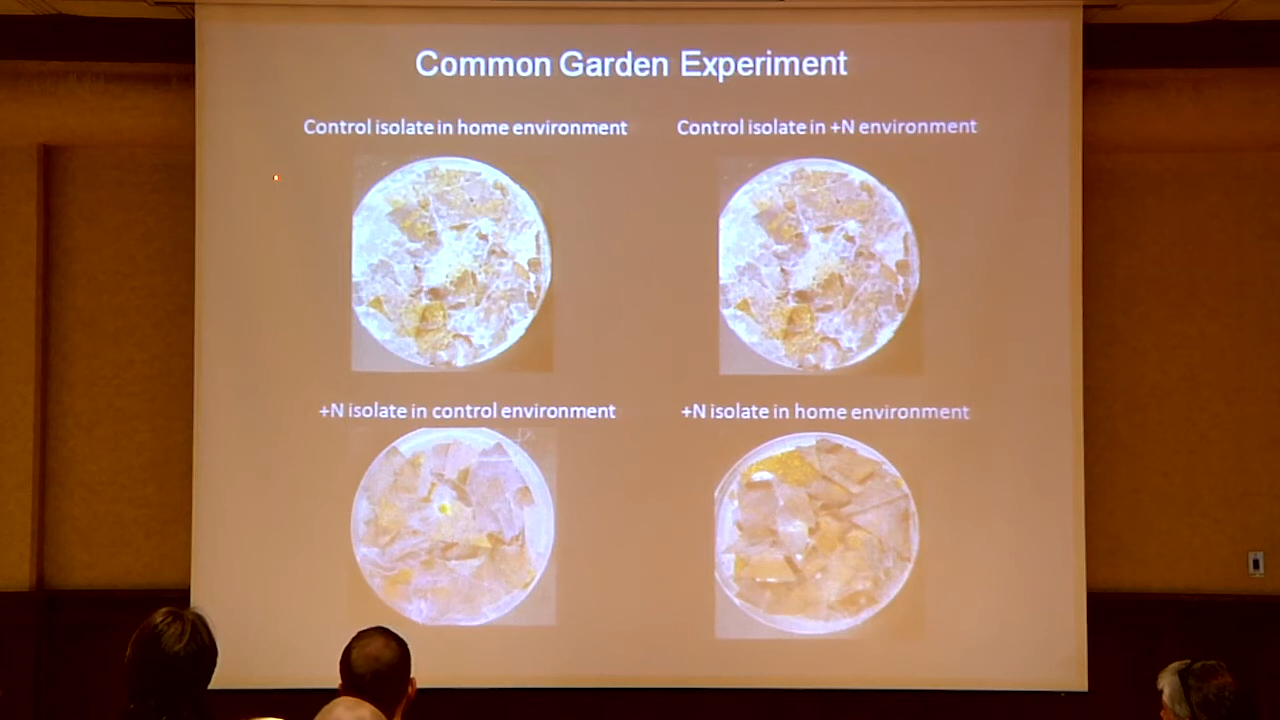 Common Garden Experiment
Control isolate in home environment
Control isolate in +N environment
+N isolate in control environment
+N isolate in home environment